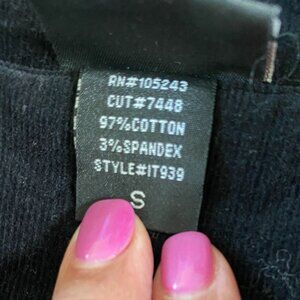 RN#105243
CUT#7448
97%COTTON
3%SPANDEX
STYLE#IT939
S